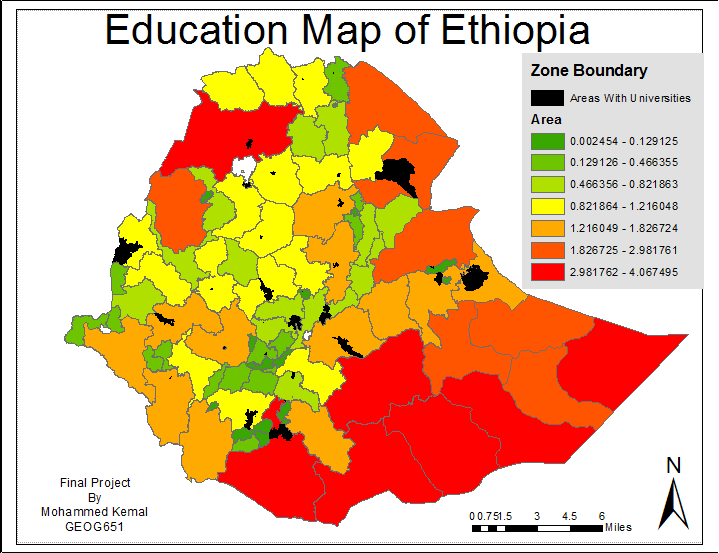 Education Map of Ethiopia
Zone Boundary
Areas With Universities
Area
0.002454 - 0.129125
0.129126 - 0.466355
0.466356 - 0.821863
0.821864 - 1.216048
1.216049 - 1.826724
1.826725 - 2.981761
2.981762 - 4.067495
Final Project
By
Mohammed Kemal
GEOG651
N
0 0.75 1.5 3 4.5 6
Miles